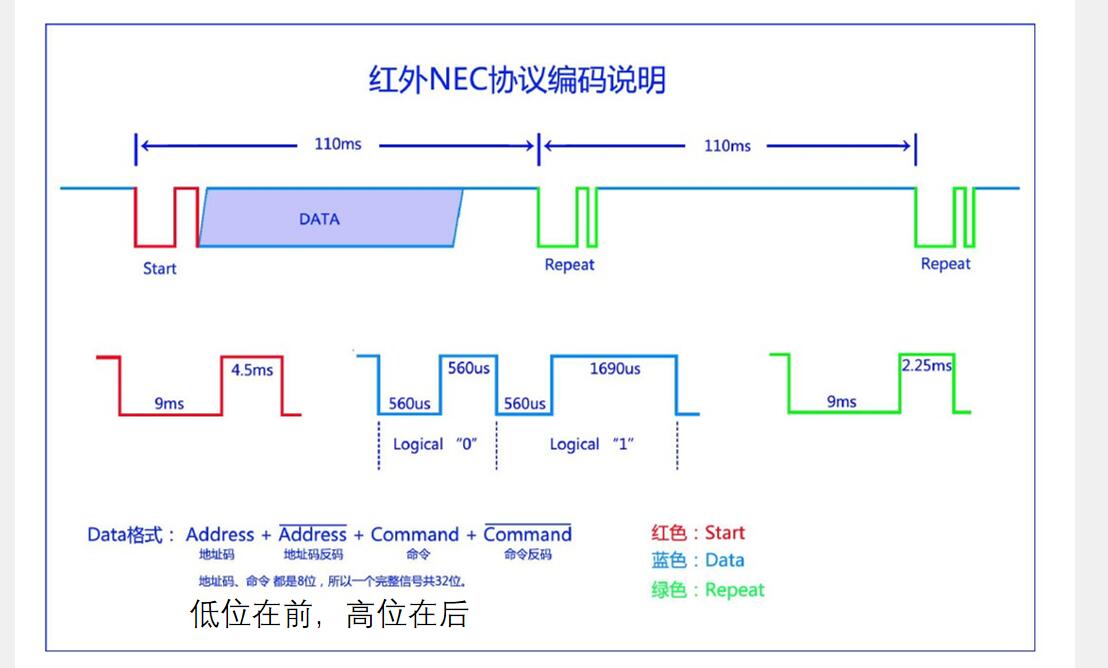 红外NEC协议编码说明
110ms 110ms
DATA
Start Repeat Repeat
4.5ms 560us 1690us 2.25ms
9ms 560us 560us 9ms
Logical “0” Logical “1”
Data格式： Address + Address + Command + Command
地址码 地址码反码 命令 命令反码
地址码、命令 都是8位，所以一个完整信号共32位。
低位在前，高位在后
红色：Start
蓝色：Data
绿色：Repeat